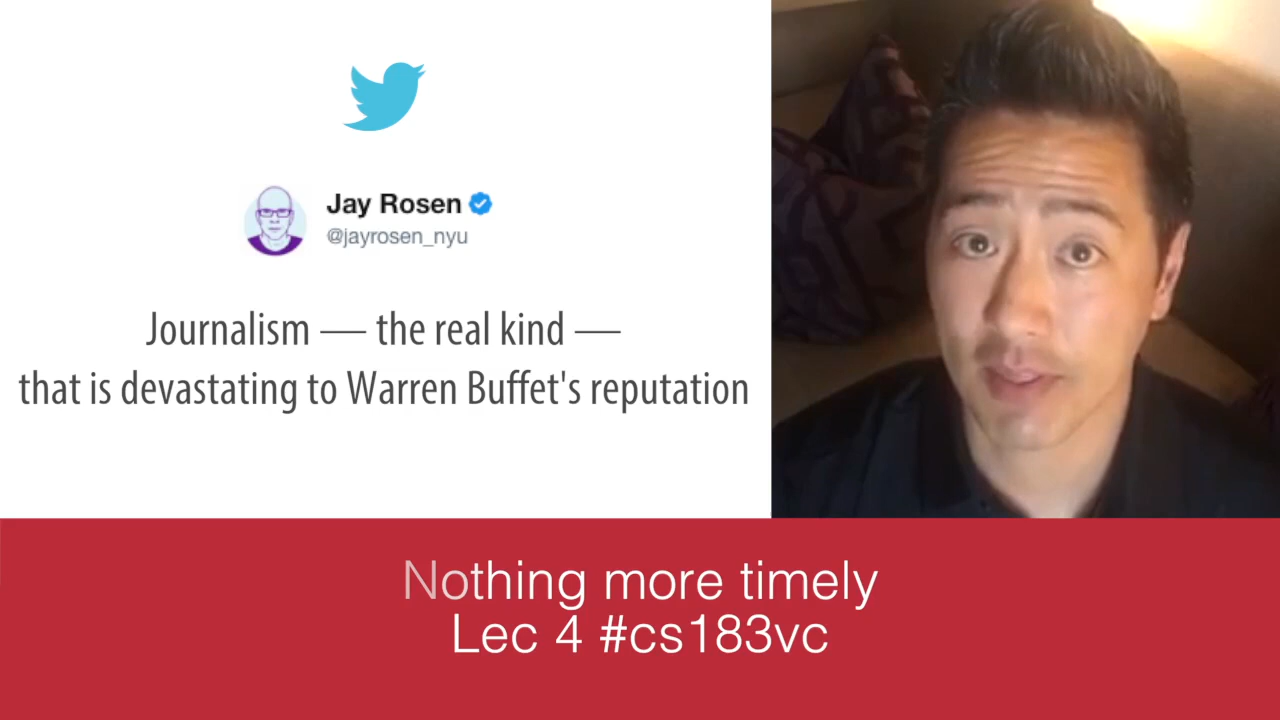 Jay Rosen
@jayrosen_nyu
Journalism — the real kind —
that is devastating to Warren Buffet's reputation
Nothing more timely
Lec 4 #cs183vc